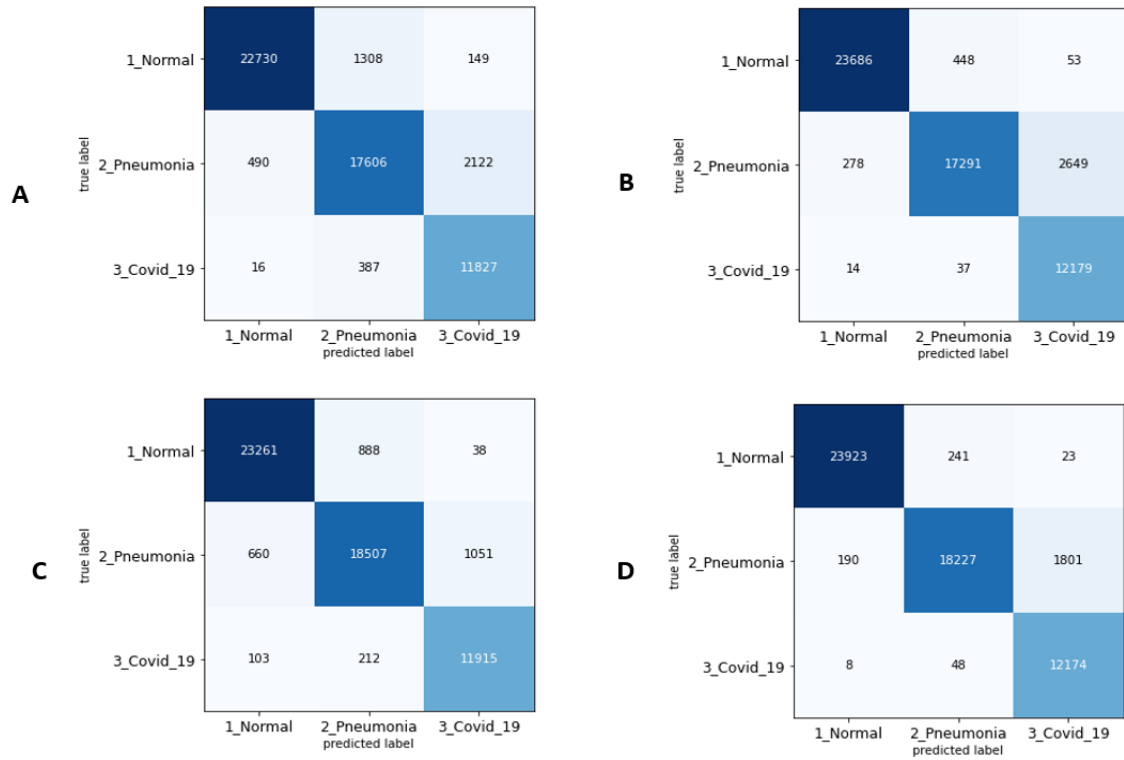 A
true label
1_Normal
22730 1308 149
2_Pneumonia
490 17606 2122
3_Covid_19
16 387 11827
1_Normal 2_Pneumonia 3_Covid_19
predicted label
B
true label
1_Normal
23686 448 53
2_Pneumonia
278 17291 2649
3_Covid_19
14 37 12179
1_Normal 2_Pneumonia 3_Covid_19
predicted label
C
true label
1_Normal
23261 888 38
2_Pneumonia
660 18507 1051
3_Covid_19
103 212 11915
1_Normal 2_Pneumonia 3_Covid_19
predicted label
D
true label
1_Normal
23923 241 23
2_Pneumonia
190 18227 1801
3_Covid_19
8 48 12174
1_Normal 2_Pneumonia 3_Covid_19
predicted label